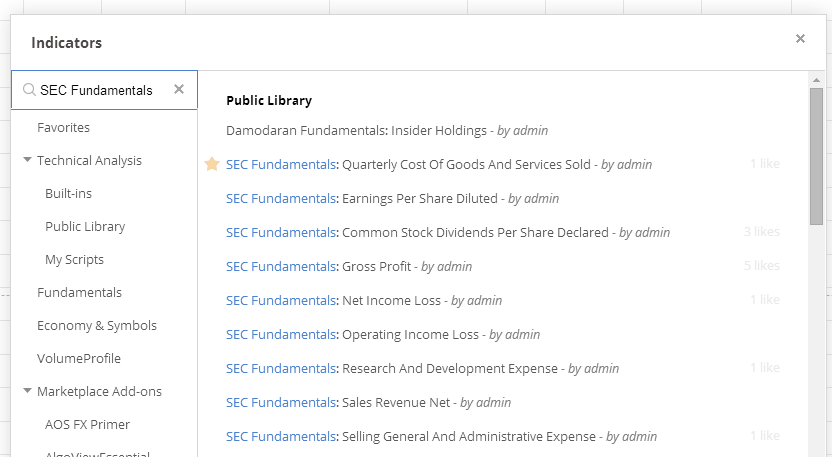 Indicators
×
SEC Fundamentals ×
Favorites
Technical Analysis
Built-ins
Public Library
My Scripts
Fundamentals
Economy & Symbols
VolumeProfile
Marketplace Add-ons
AOS FX Primer
AlgoViewEssential
Public Library
Damodaran Fundamentals: Insider Holdings - by admin
SEC Fundamentals: Quarterly Cost Of Goods And Services Sold - by admin 1 like
SEC Fundamentals: Earnings Per Share Diluted - by admin
SEC Fundamentals: Common Stock Dividends Per Share Declared - by admin 3 likes
SEC Fundamentals: Gross Profit - by admin 5 likes
SEC Fundamentals: Net Income Loss - by admin 1 like
SEC Fundamentals: Operating Income Loss - by admin
SEC Fundamentals: Research And Development Expense - by admin 1 like
SEC Fundamentals: Sales Revenue Net - by admin
SEC Fundamentals: Selling General And Administrative Expense - by admin 1 like